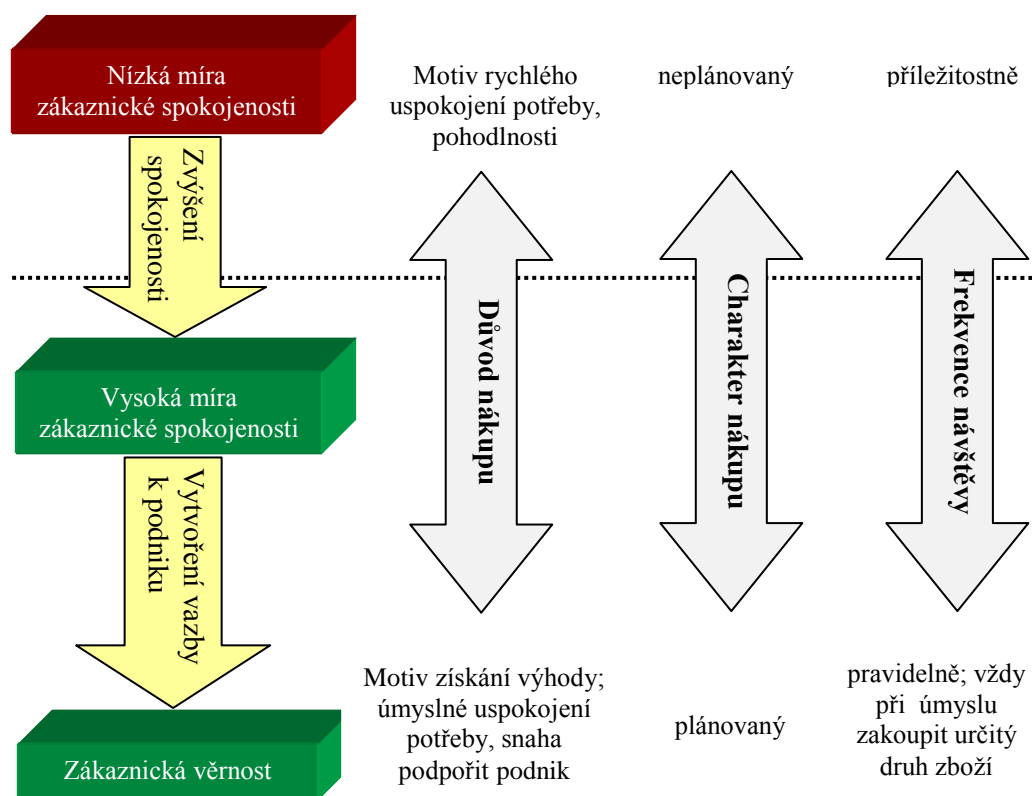 Nízká míra
zákaznické spokojenosti
Motiv rychlého
uspokojení potřeby,
pohodlnosti
neplánovaný
příležitostně
Zvýšení
spokojenosti
Důvod nákupu
Charakter nákupu
Frekvence návštěvy
Vysoká míra
zákaznické spokojenosti
Vytvoření vazby
k podniku
Motiv získání výhody;
úmyslné uspokojení
potřeby, snaha
podpořit podnik
plánovaný
pravidelně; vždy
při úmyslu
zakoupit určitý
druh zboží
Zákaznická věrnost